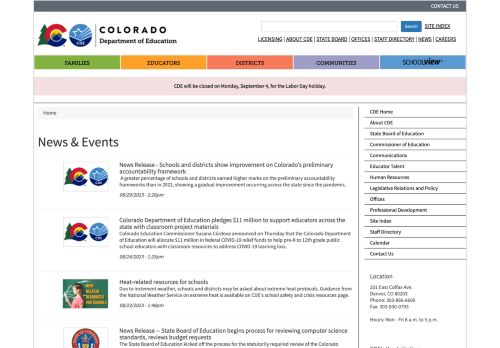 CONTACT US
COLORADO
Department of Education
CDE
Search
SITE INDEX
LICENSING | ABOUT CDE | STATE BOARD | OFFICES | STAFF DIRECTORY | NEWS | CAREERS
FAMILIES
EDUCATORS
DISTRICTS
COMMUNITIES
SCHOOLVIEW
CDE will be closed on Monday, September 4, for the Labor Day holiday.
Home
News & Events
News Release - Schools and districts show improvement on Colorado's preliminary
accountability framework
A greater percentage of schools and districts earned higher marks on the preliminary accountability
frameworks than in 2022, showing a gradual improvement occurring across the state since the pandemic.
08/29/2023 - 2:26pm
Colorado Department of Education pledges $11 million to support educators across the
state with classroom project materials
Colorado Education Commissioner Susana Córdova announced on Thursday that the Colorado Department
of Education will allocate $11 million in federal COVID-19 relief funds to help pre-K to 12th grade public
school educators with classroom resources to address COVID-19 learning loss.
08/24/2023 - 1:25pm
HEAT
RELATED
RESOURCES
FOR SCHOOLS
Heat-related resources for schools
Due to inclement weather, schools and districts may be asked about extreme heat protocols. Guidance from
the National Weather Service on extreme heat is available on CDE's school safety and crisis resources page.
08/23/2023 - 1:48pm
News Release – State Board of Education begins process for reviewing computer science
standards, reviews budget requests
The State Board of Education kicked off the process for the statutorily required review of the Colorado
CDE Home
About CDE
State Board of Education
Commissioner of Education
Communications
Educator Talent
Human Resources
Legislative Relations and Policy
Offices
Professional Development
Site Index
Staff Directory
Calendar
Contact Us
Location
201 East Colfax Ave.
Denver, CO 80203
Phone: 303-866-6600
Fax: 303-830-0793
Hours: Mon - Fri 8 a.m. to 5 p.m.